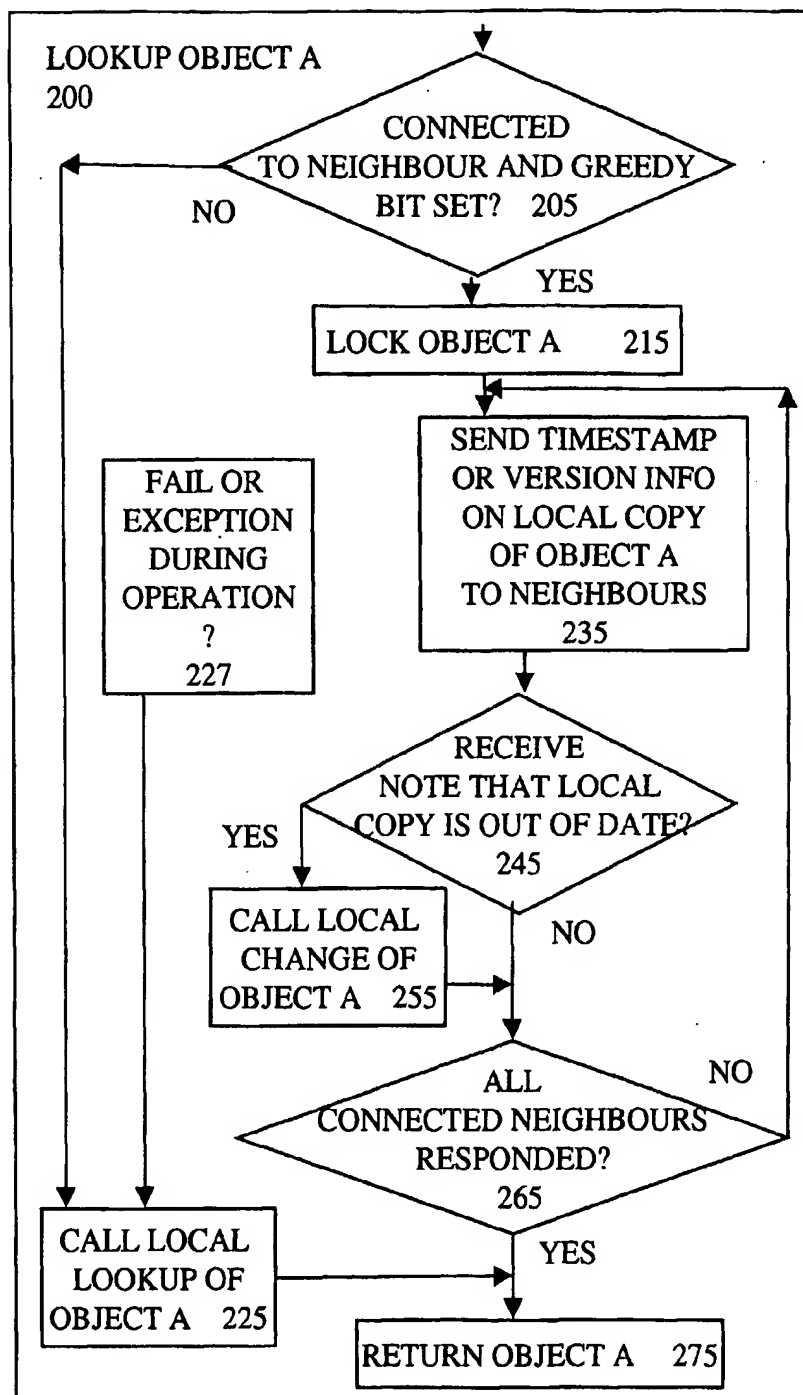 LOOKUP OBJECT A
200
CONNECTED
TO NEIGHBOUR AND GREEDY
BIT SET? 205
NO
YES
LOCK OBJECT A 215
SEND TIMESTAMP
OR VERSION INFO
ON LOCAL COPY
OF OBJECT A
TO NEIGHBOURS
235
FAIL OR
EXCEPTION
DURING
OPERATION
?
227
RECEIVE
NOTE THAT LOCAL
COPY IS OUT OF DATE?
245
YES
NO
CALL LOCAL
CHANGE OF
OBJECT A 255
ALL
CONNECTED NEIGHBOURS
RESPONDED?
265
NO
YES
CALL LOCAL
LOOKUP OF
OBJECT A 225
RETURN OBJECT A 275